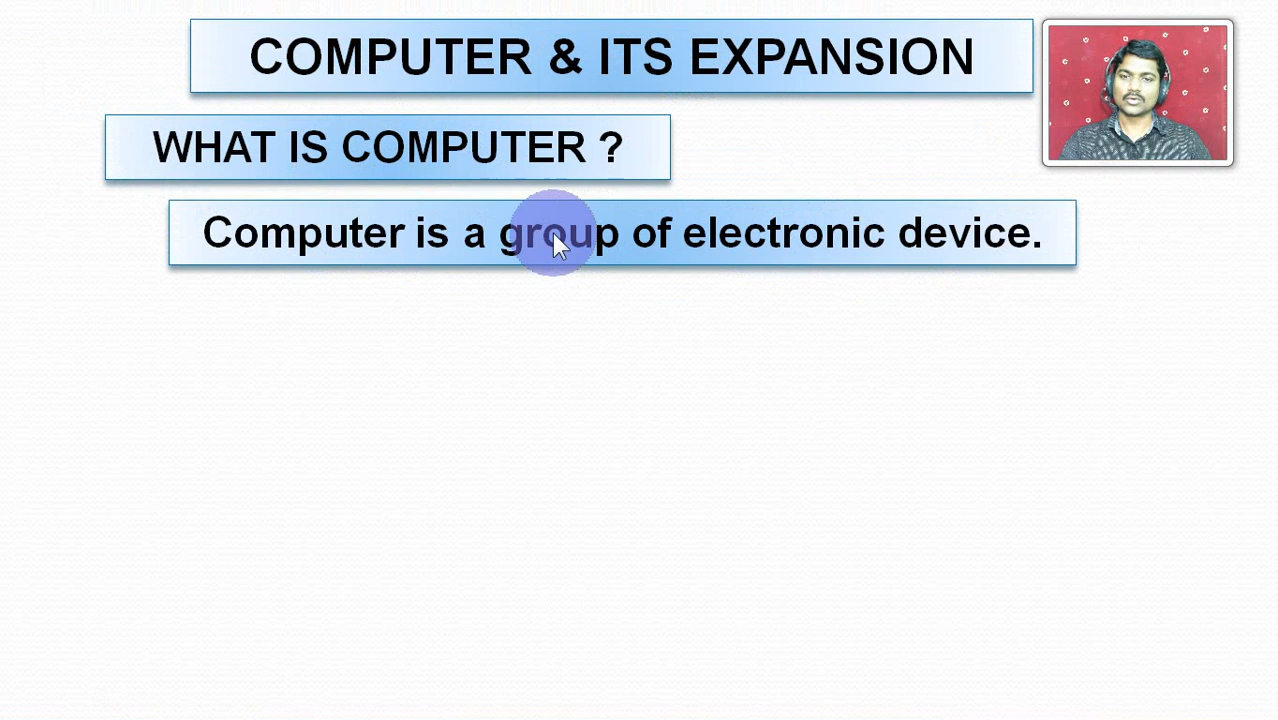 COMPUTER & ITS EXPANSION
WHAT IS COMPUTER ?
Computer is a group of electronic device.